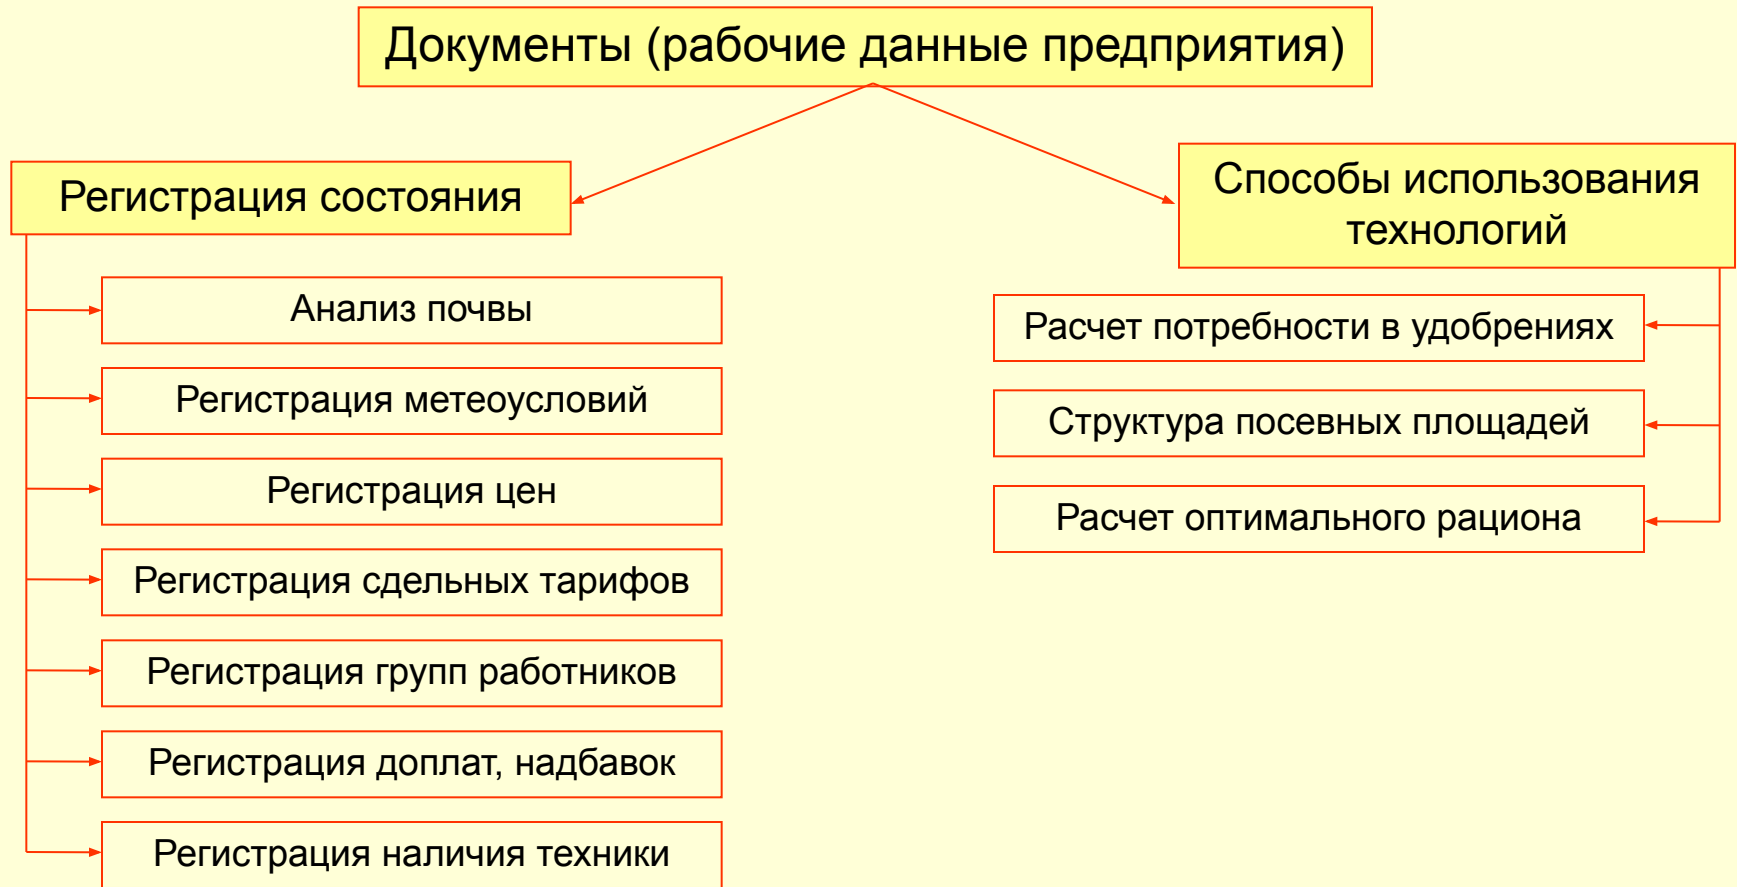 Документы (рабочие данные предприятия)
Регистрация состояния
Анализ почвы
Регистрация метеоусловий
Регистрация цен
Регистрация сдельных тарифов
Регистрация групп работников
Регистрация доплат, надбавок
Регистрация наличия техники
Способы использования
технологий
Расчет потребности в удобрениях
Структура посевных площадей
Расчет оптимального рациона